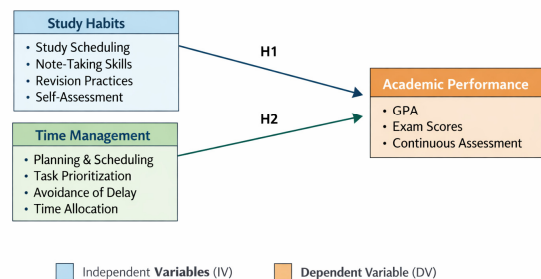 Study Habits
• Study Scheduling
• Note-Taking Skills
• Revision Practices
• Self-Assessment
H1
Time Management
• Planning & Scheduling
• Task Prioritization
• Avoidance of Delay
• Time Allocation
H2
Academic Performance
• GPA
• Exam Scores
• Continuous Assessment
Independent Variables (IV)
Dependent Variable (DV)